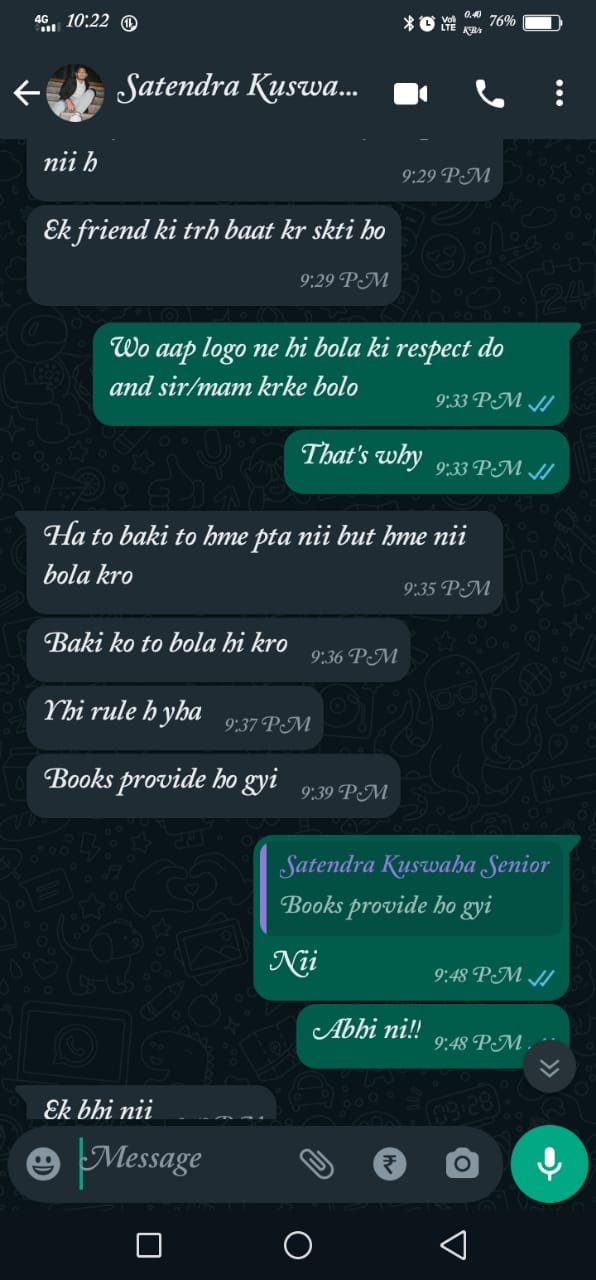 4G 10:22 Vol) LTE 0.40 KB/s 76%
Satendra Kuswa...
nii h
9:29 PM
Ek friend ki trh baat kr skti ho
9:29 PM
Wo aap logo ne hi bola ki respect do
and sir/mam krke bolo
9:33 PM
That's why 9:33 PM
Ha to baki to hme pta nii but hme nii
bola kro
9:35 PM
Baki ko to bola hi kro 9:36 PM
Yhi rule h yha 9:37 PM
Books provide ho gyi 9:39 PM
Satendra Kuswaha Senior
Books provide ho gyi
Nii
9:48 PM
Abhi ni!! 9:48 PM
Ek bhi nii
Message